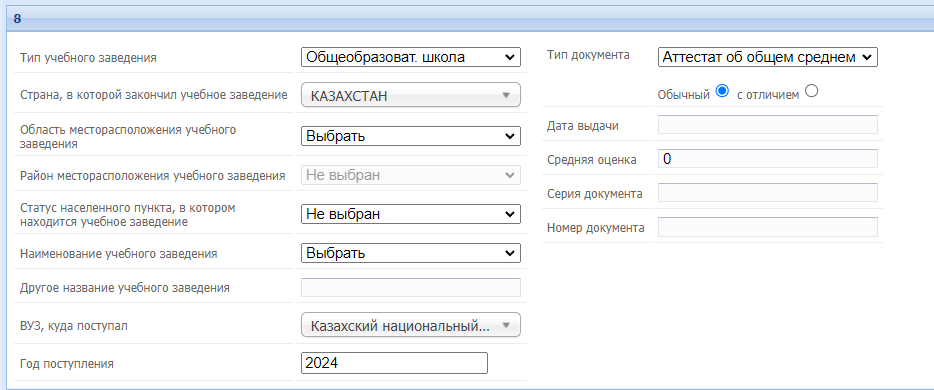 8
Тип учебного заведения
Общеобразоват. школа
Страна, в которой закончил учебное заведение
КАЗАХСТАН
Область месторасположения учебного
заведения
Выбрать
Район месторасположения учебного заведения
Не выбран
Статус населенного пункта, в котором
находится учебное заведение
Не выбран
Наименование учебного заведения
Выбрать
Другое название учебного заведения
ВУЗ, куда поступал
Казахский национальный...
Год поступления
2024
Тип документа
Аттестат об общем среднем
Обычный с отличием
Дата выдачи
Средняя оценка
0
Серия документа
Номер документа